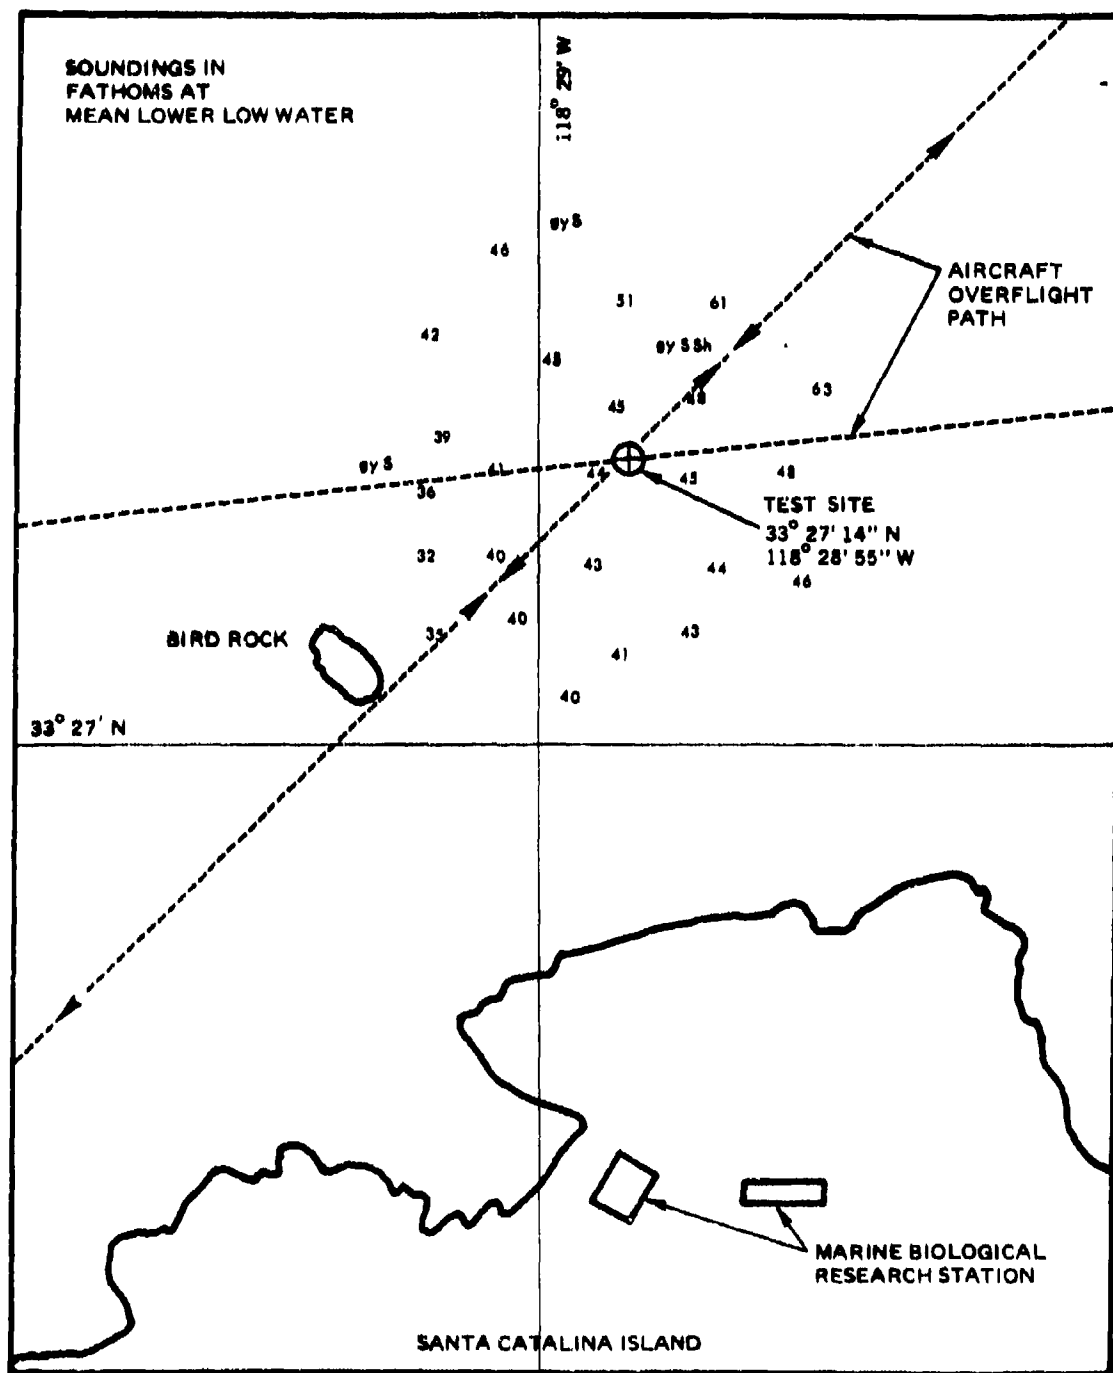 SOUNDINGS IN
FATHOMS AT
MEAN LOWER LOW WATER
118° 29' W
gy S
46
51
61
AIRCRAFT
OVERFLIGHT
PATH
42
gy S Sh
48
63
45
48
39
gy S
41
44
45
48
36
TEST SITE
33° 27' 14" N
118° 28' 55" W
32
40
43
44
46
40
35
43
BIRD ROCK
41
40
33° 27' N
MARINE BIOLOGICAL
RESEARCH STATION
SANTA CATALINA ISLAND